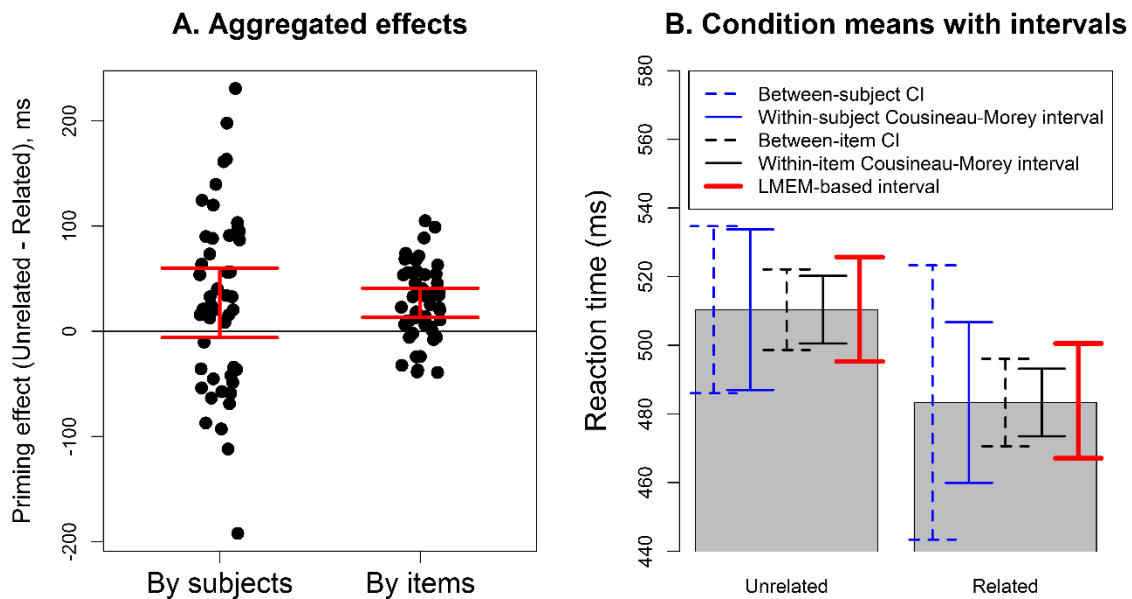 A. Aggregated effects
Priming effect (Unrelated - Related), ms
200
100
0
-100
-200
By subjects
By items
B. Condition means with intervals
Reaction time (ms)
580
560
540
520
500
480
460
440
Between-subject CI
Within-subject Cousineau-Morey interval
Between-item CI
Within-item Cousineau-Morey interval
LMEM-based interval
Unrelated
Related